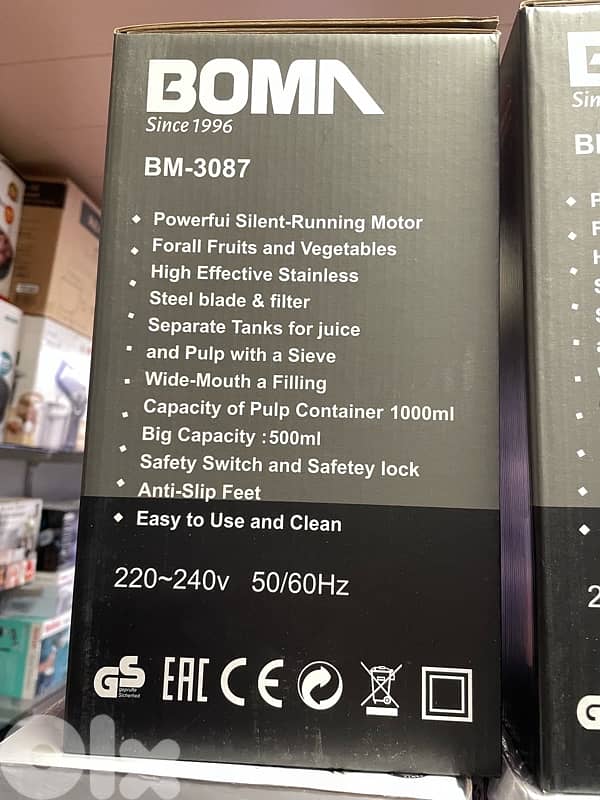 BOMA
Since 1996
BM-3087
Powerfui Silent-Running Motor
Forall Fruits and Vegetables
High Effective Stainless
Steel blade & filter
Separate Tanks for juice
and Pulp with a Sieve
Wide-Mouth a Filling
Capacity of Pulp Container 1000ml
Big Capacity :500ml
Safety Switch and Safetey lock
Anti-Slip Feet
Easy to Use and Clean
220~240v 50/60Hz
GS
geprüfte
Sicherheit
EAC
CE
olx